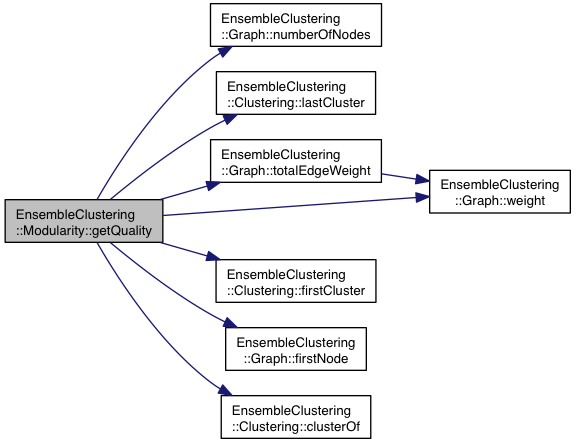 EnsembleClustering
::Graph::numberOfNodes
EnsembleClustering
::Clustering::lastCluster
EnsembleClustering
::Graph::totalEdgeWeight
EnsembleClustering
::Graph::weight
EnsembleClustering
::Modularity::getQuality
EnsembleClustering
::Clustering::firstCluster
EnsembleClustering
::Graph::firstNode
EnsembleClustering
::Clustering::clusterOf